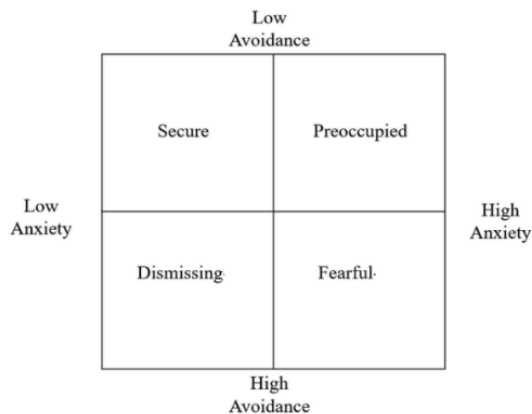 Low
Avoidance
Secure
Preoccupied
Low
Anxiety
High
Anxiety
Dismissing
Fearful
High
Avoidance